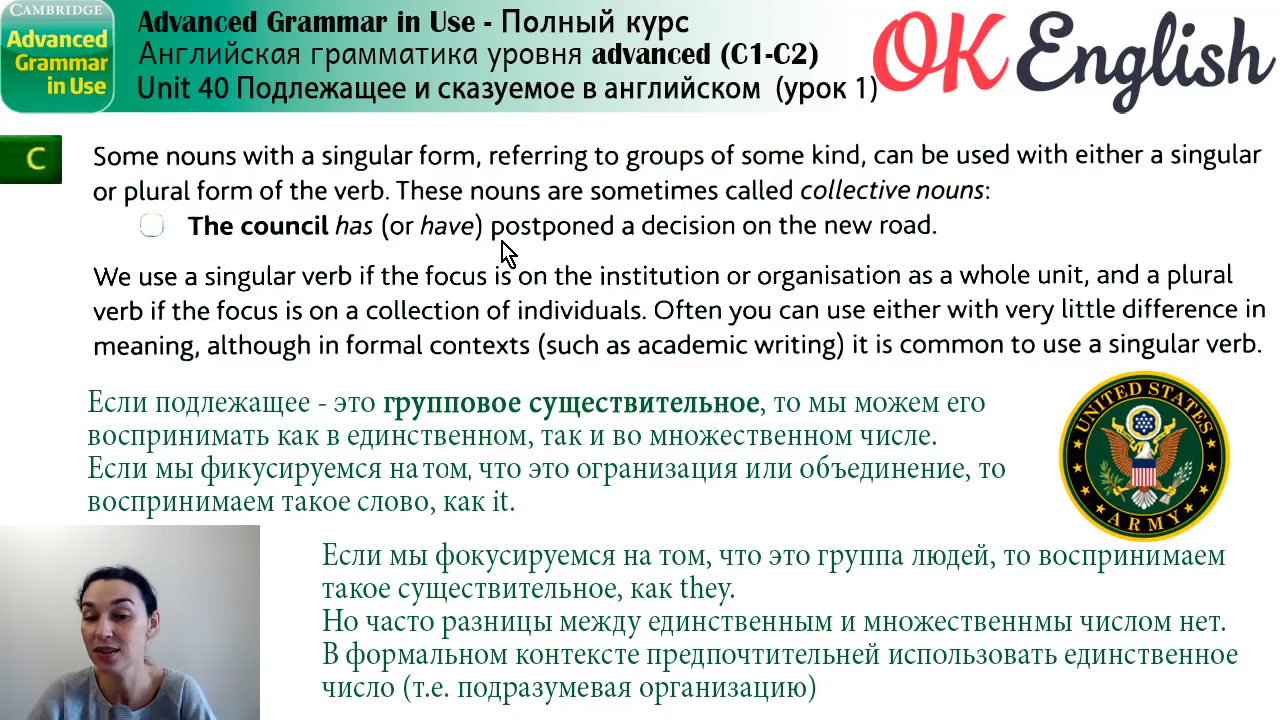 CAMBRIDGE
Advanced
Grammar
in Use
Advanced Grammar in Use - Полный курс
Английская грамматика уровня advanced (C1-C2)
Unit 40 Подлежащее и сказуемое в английском (урок 1)
OK English
C
Some nouns with a singular form, referring to groups of some kind, can be used with either a singular
or plural form of the verb. These nouns are sometimes called collective nouns:
The council has (or have) postponed a decision on the new road.
We use a singular verb if the focus is on the institution or organisation as a whole unit, and a plural
verb if the focus is on a collection of individuals. Often you can use either with very little difference in
meaning, although in formal contexts (such as academic writing) it is common to use a singular verb.
Если подлежащее - это групповое существительное, то мы можем его
воспринимать как в единственном, так и во множественном числе.
Если мы фикусируемся на том, что это огранизация или объединение, то
воспринимаем такое слово, как it.
UNITED STATES
ARMY
Если мы фокусируемся на том, что это группа людей, то воспринимаем
такое существительное, как they.
Но часто разницы между единственным и множественнмы числом нет.
В формальном контексте предпочтительней использовать единственное
число (т.е. подразумевая организацию)